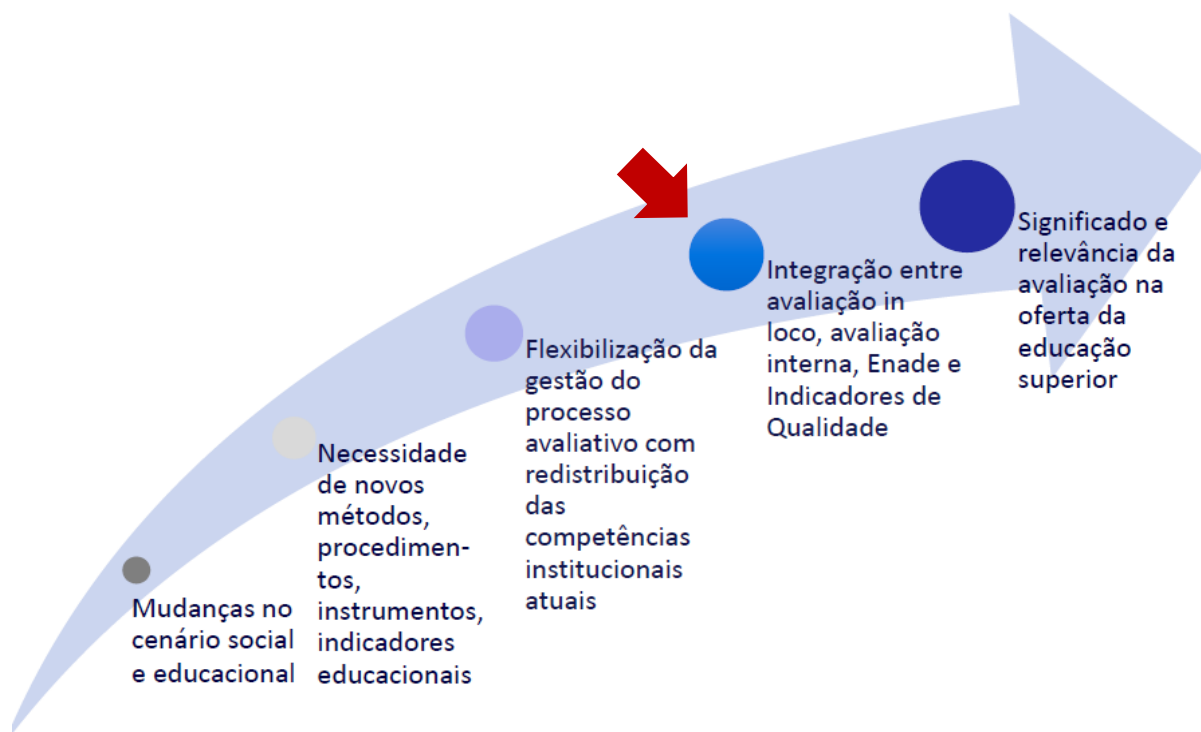 Mudanças no
cenário social
e educacional
Necessidade
de novos
métodos,
procedimen-
tos,
instrumentos,
indicadores
educacionais
Flexibilização da
gestão do
processo
avaliativo com
redistribuição
das
competências
institucionais
atuais
Integração entre
avaliação in
loco, avaliação
interna, Enade e
Indicadores de
Qualidade
Significado e
relevância da
avaliação na
oferta da
educação
superior